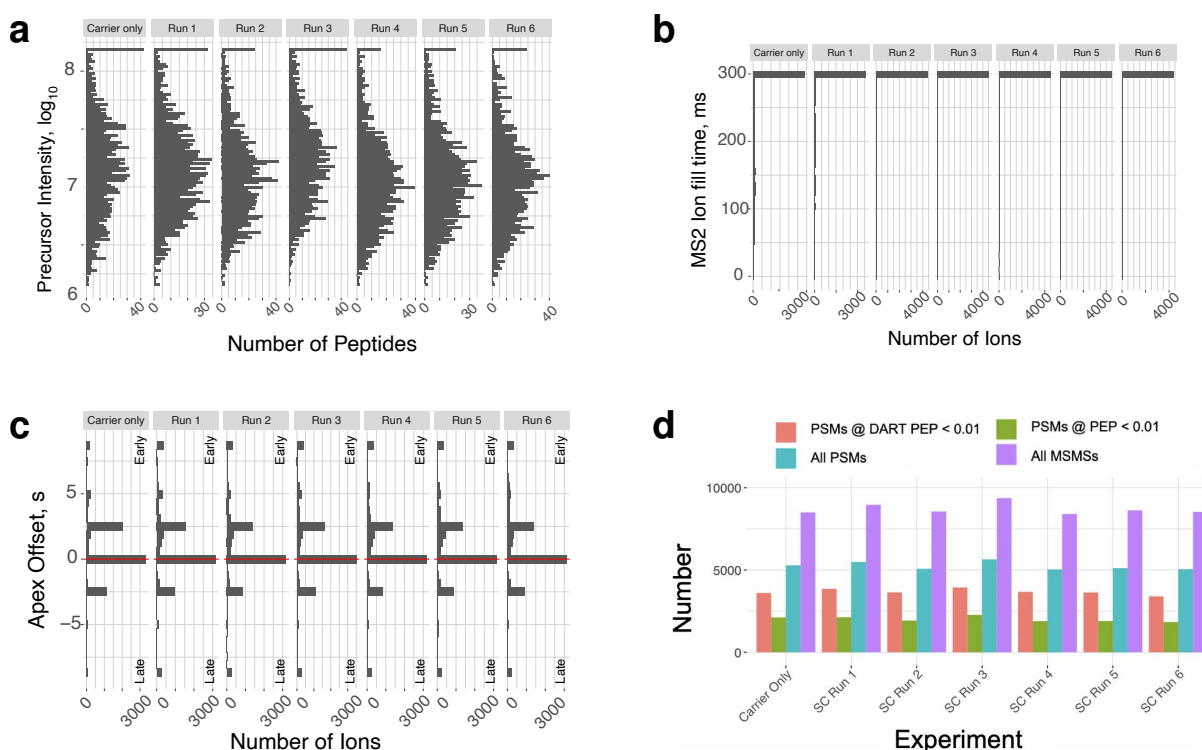 a
Carrier only Run 1 Run 2 Run 3 Run 4 Run 5 Run 6
Precursor Intensity, log10
8
7
6
0 40 0 30 0 40 0 30 0 40 0 30 0 40
Number of Peptides
b
Carrier only Run 1 Run 2 Run 3 Run 4 Run 5 Run 6
MS2 Ion fill time, ms
300
200
100
0
0 3000 0 3000 0 4000 0 4000 0 4000 0 4000 0 4000
Number of Ions
c
Carrier only Run 1 Run 2 Run 3 Run 4 Run 5 Run 6
Early Early Early Early Early Early Early
Apex Offset, s
5
0
−5
Late Late Late Late Late Late Late
0 3000 0 3000 0 3000 0 3000 0 3000 0 3000 0 3000
Number of Ions
d
PSMs @ DART PEP < 0.01 PSMs @ PEP < 0.01
All PSMs All MSMSs
Number
10000
5000
0
Carrier Only SC Run 1 SC Run 2 SC Run 3 SC Run 4 SC Run 5 SC Run 6
Experiment